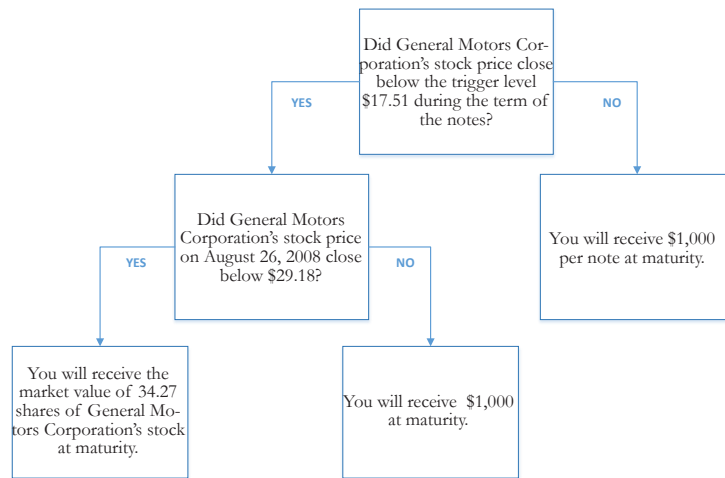 Did General Motors Cor-
poration's stock price close
below the trigger level
$17.51 during the term of
the notes?
YES
NO
Did General Motors
Corporation's stock price
on August 26, 2008 close
below $29.18?
You will receive $1,000
per note at maturity.
YES
NO
You will receive the
market value of 34.27
shares of General Mo-
tors Corporation's stock
at maturity.
You will receive $1,000
at maturity.